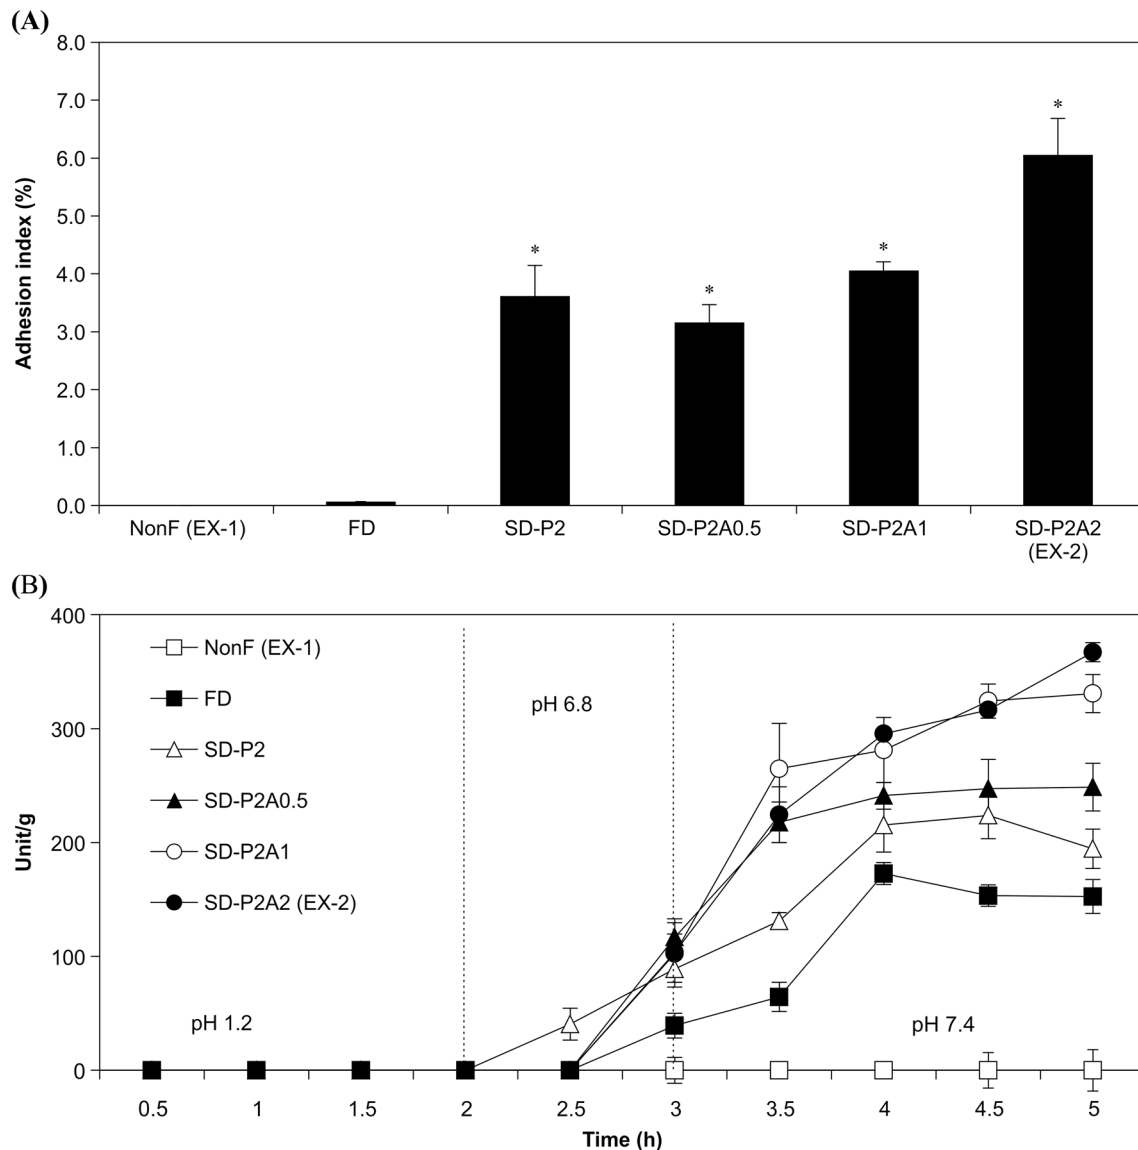 (A)
8.0
7.0
6.0
5.0
4.0
3.0
2.0
1.0
0.0
Adhesion index (%)
*
*
*
*
*
NonF (EX-1) FD SD-P2 SD-P2A0.5 SD-P2A1 SD-P2A2
(EX-2)
(B)
400
300
200
100
0
Unit/g
NonF (EX-1)
FD
SD-P2
SD-P2A0.5
SD-P2A1
SD-P2A2 (EX-2)
pH 1.2
pH 6.8
pH 7.4
0.5 1 1.5 2 2.5 3 3.5 4 4.5 5
Time (h)